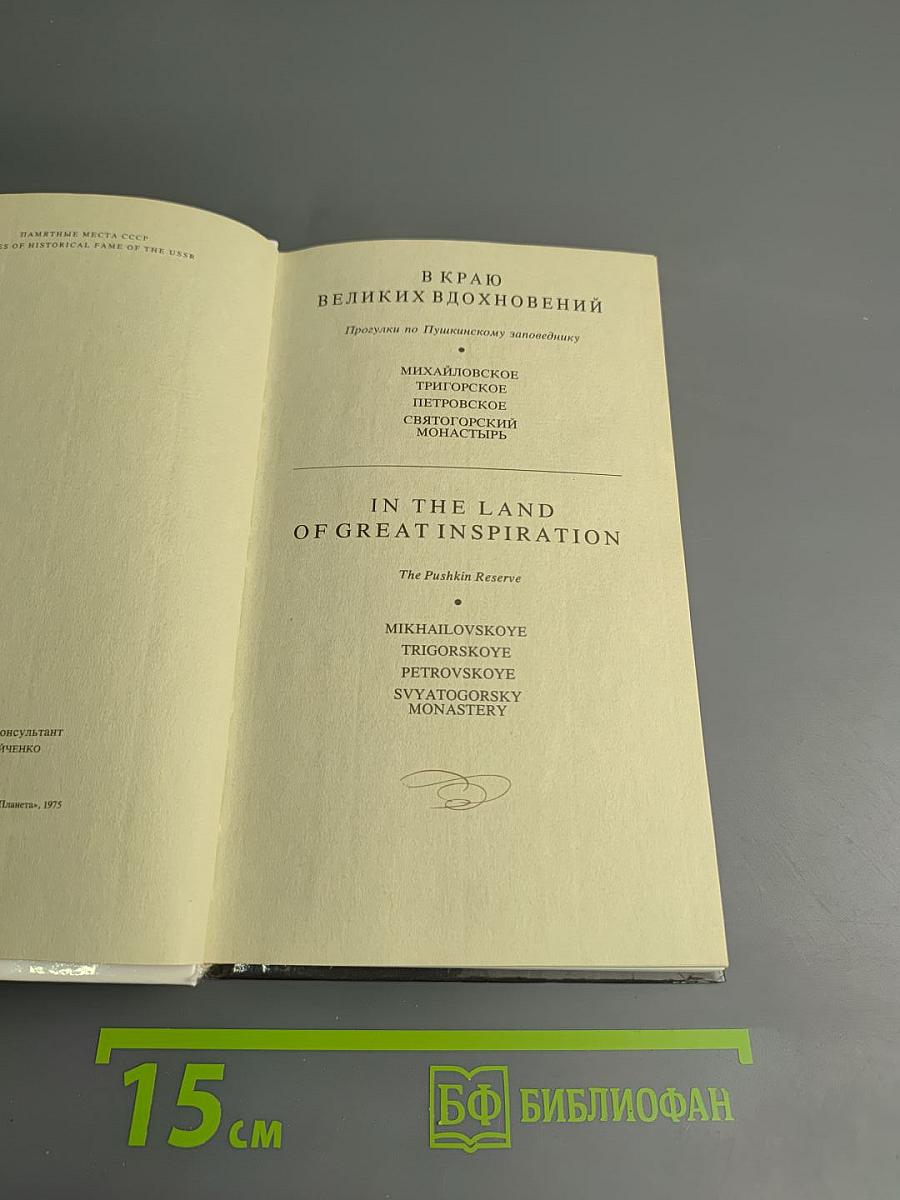 ПАМЯТНЫЕ МЕСТА СССР
OF HISTORICAL FAME OF THE USSR
онсультант
ЙЧЕНКО
Планета», 1975
В КРАЮ
ВЕЛИКИХ ВДОХНОВЕНИЙ
Прогулки по Пушкинскому заповеднику
МИХАЙЛОВСКОЕ
ТРИГОРСКОЕ
ПЕТРОВСКОЕ
СВЯТОГОРСКИЙ
МОНАСТЫРЬ
IN THE LAND
OF GREAT INSPIRATION
The Pushkin Reserve
MIKHAILOVSKOYE
TRIGORSKOYE
PETROVSKOYE
SVYATOGORSKY
MONASTERY
15 см
БФ БИБЛИОФАН